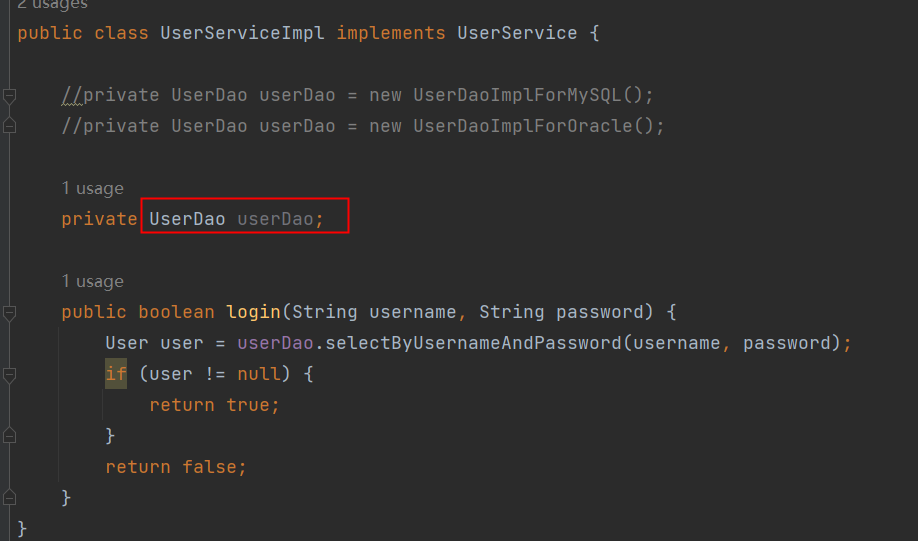 2 usages
public class UserServiceImpl implements UserService {
//private UserDao userDao = new UserDaoImplForMySQL();
//private UserDao userDao = new UserDaoImplForOracle();
1 usage
private UserDao userDao;
1 usage
public boolean login(String username, String password) {
User user = userDao.selectByUsernameAndPassword(username, password);
if (user != null) {
return true;
}
return false;
}
}